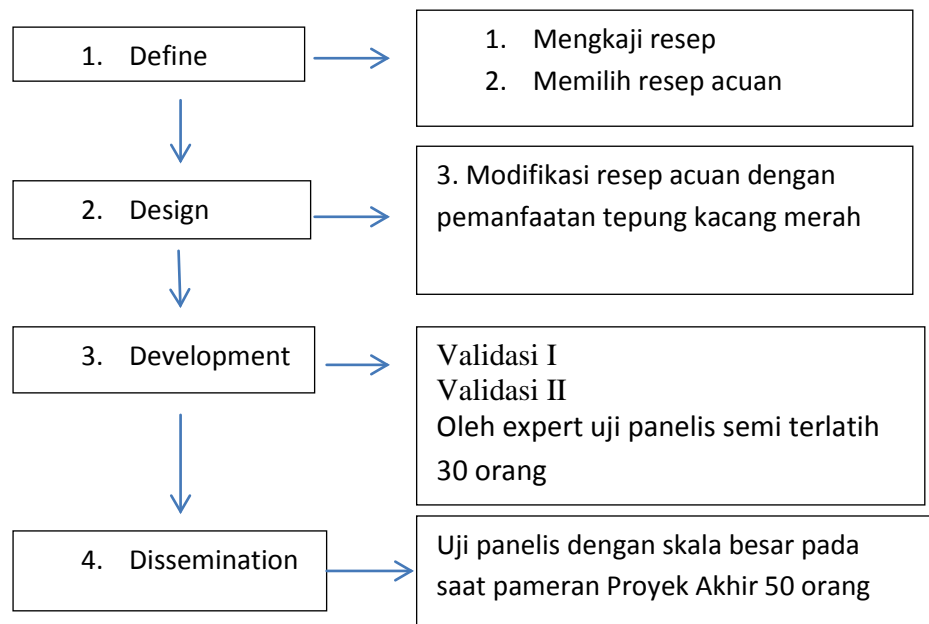 1. Define
1. Mengkaji resep
2. Memilih resep acuan
2. Design
3. Modifikasi resep acuan dengan
pemanfaatan tepung kacang merah
3. Development
Validasi I
Validasi II
Oleh expert uji panelis semi terlatih
30 orang
4. Dissemination
Uji panelis dengan skala besar pada
saat pameran Proyek Akhir 50 orang